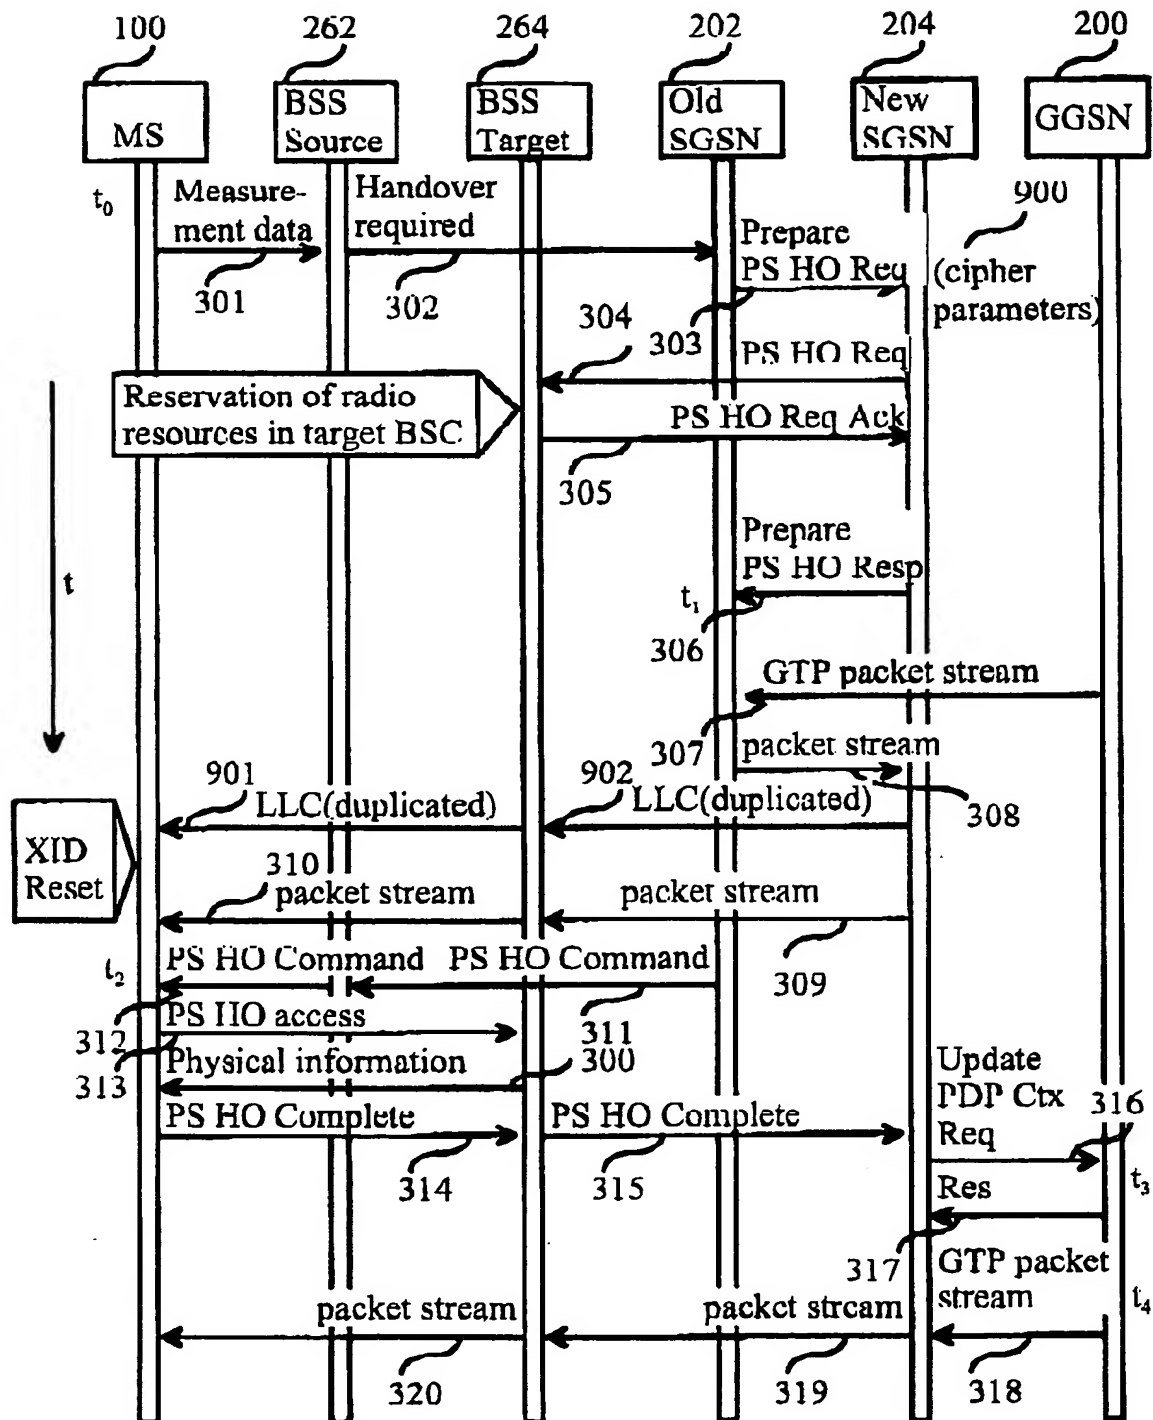 100
262
264
202
204
200
MS
BSS
Source
BSS
Target
Old
SGSN
New
SGSN
GGSN
t0
Measure-
ment data
301
Handover
required
302
Prepare
PS HO Req
303
900
(cipher
parameters)
304
PS HO Req
Reservation of radio
resources in target BSC
PS HO Req Ack
305
t
Prepare
PS HO Resp
t1
306
GTP packet stream
307
packet stream
308
901
LLC(duplicated)
902
LLC(duplicated)
XID
Reset
310
packet stream
packet stream
309
t2
PS HO Command
PS HO Command
312
311
PS HO access
313
Physical information
300
PS HO Complete
314
PS HO Complete
315
Update
PDP Ctx
Req
316
t3
Res
317
GTP packet
stream
t4
318
packet stream
319
packet stream
320